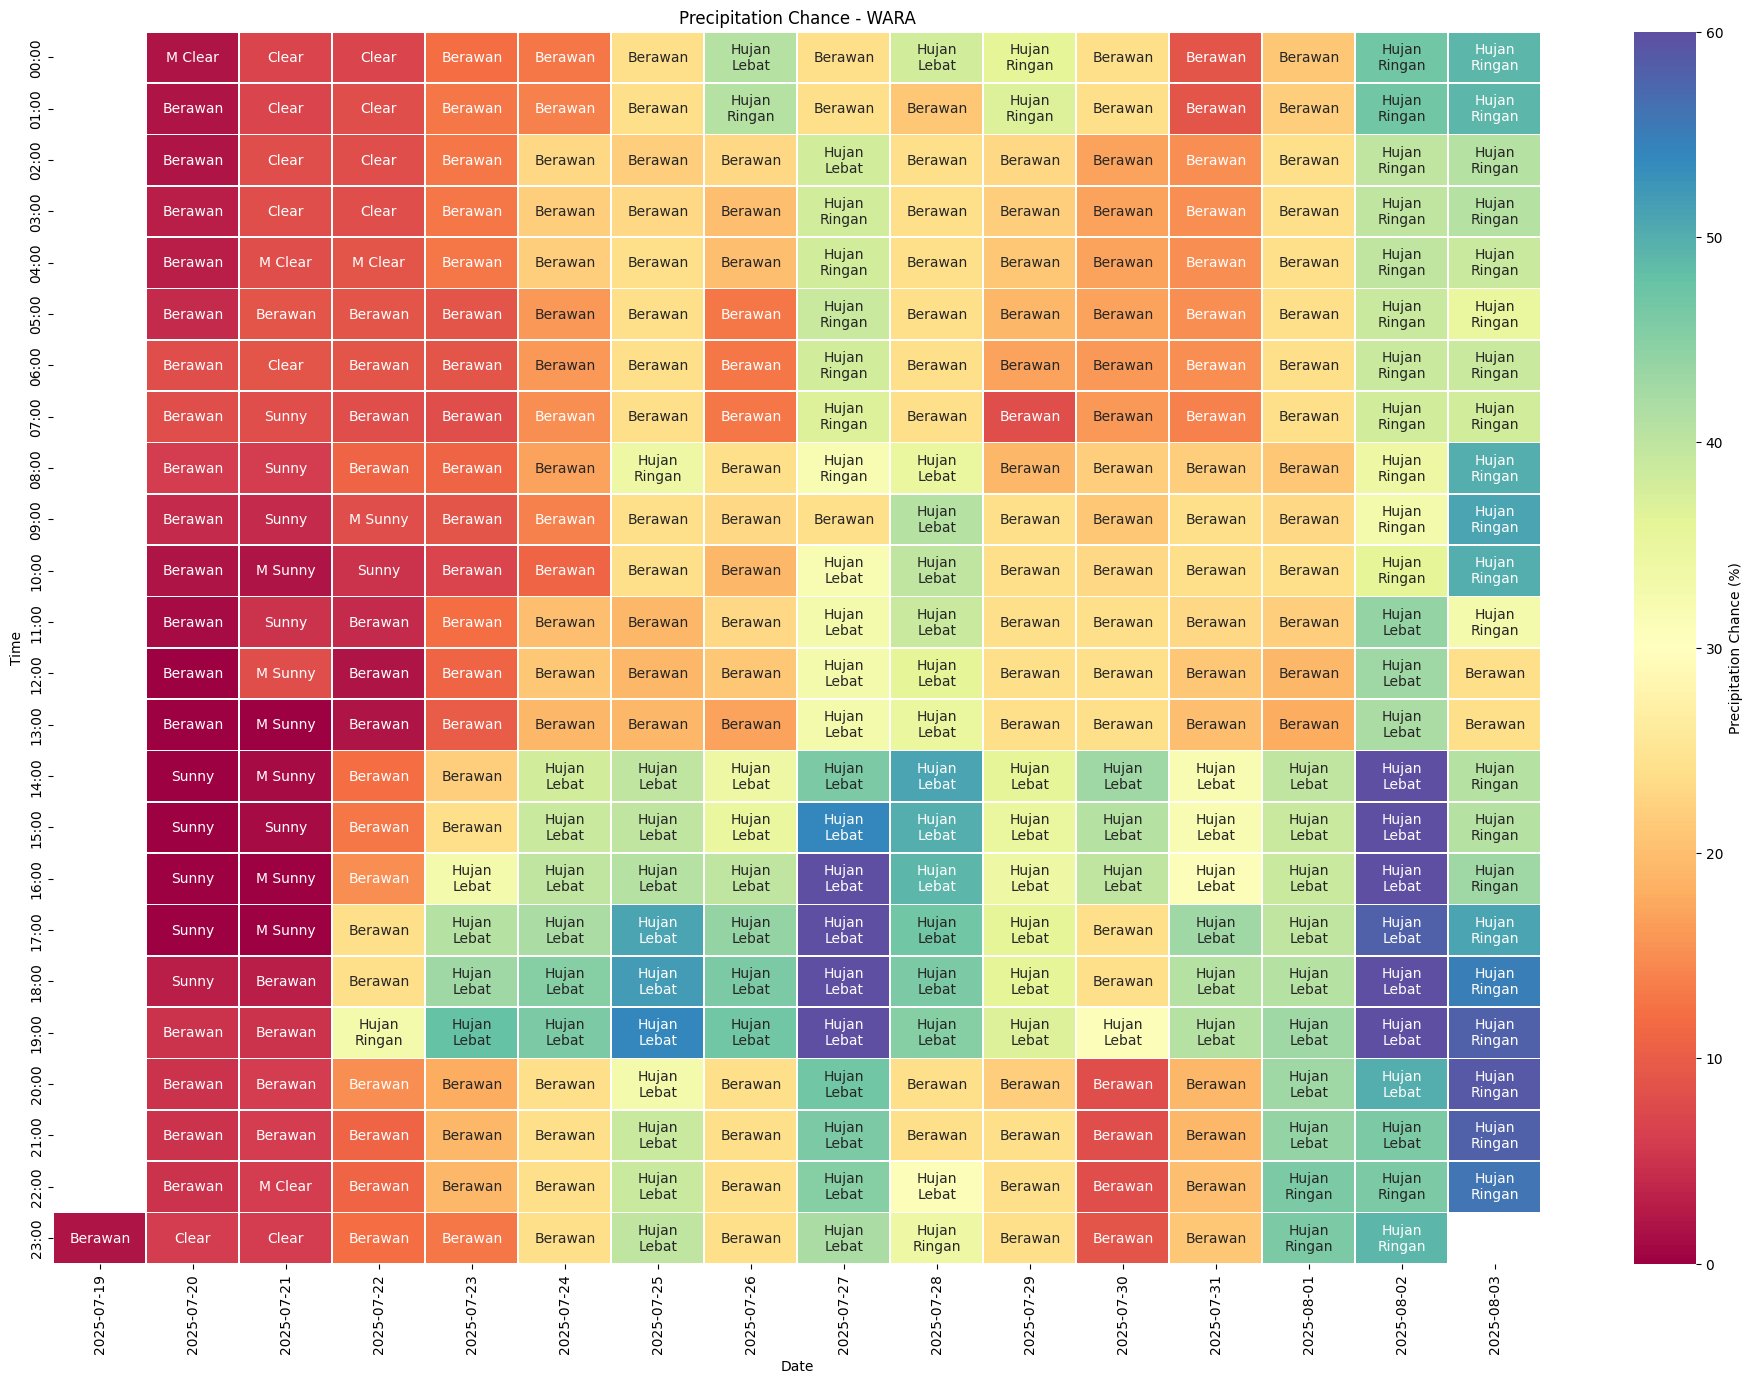 Precipitation Chance - WARA
00:00 M Clear Clear Clear Berawan Berawan Berawan Hujan Lebat Berawan Hujan Lebat Hujan Ringan Berawan Berawan Berawan Hujan Ringan Hujan Ringan
01:00 Berawan Clear Clear Berawan Berawan Berawan Hujan Ringan Berawan Berawan Hujan Ringan Berawan Berawan Berawan Hujan Ringan Hujan Ringan
02:00 Berawan Clear Clear Berawan Berawan Berawan Berawan Hujan Lebat Berawan Berawan Berawan Berawan Berawan Hujan Ringan Hujan Ringan
03:00 Berawan Clear Clear Berawan Berawan Berawan Berawan Hujan Ringan Berawan Berawan Berawan Berawan Berawan Hujan Ringan Hujan Ringan
04:00 Berawan M Clear M Clear Berawan Berawan Berawan Berawan Hujan Ringan Berawan Berawan Berawan Berawan Berawan Hujan Ringan Hujan Ringan
05:00 Berawan Berawan Berawan Berawan Berawan Berawan Berawan Hujan Ringan Berawan Berawan Berawan Berawan Berawan Hujan Ringan Hujan Ringan
06:00 Berawan Clear Berawan Berawan Berawan Berawan Berawan Hujan Ringan Berawan Berawan Berawan Berawan Berawan Hujan Ringan Hujan Ringan
07:00 Berawan Sunny Berawan Berawan Berawan Berawan Berawan Hujan Ringan Berawan Berawan Berawan Berawan Berawan Hujan Ringan Hujan Ringan
08:00 Berawan Sunny Berawan Berawan Berawan Hujan Ringan Berawan Hujan Ringan Hujan Lebat Berawan Berawan Berawan Berawan Hujan Ringan Hujan Ringan
09:00 Berawan Sunny M Sunny Berawan Berawan Berawan Berawan Berawan Hujan Lebat Berawan Berawan Berawan Berawan Hujan Ringan Hujan Ringan
10:00 Berawan M Sunny Sunny Berawan Berawan Berawan Berawan Hujan Lebat Hujan Lebat Berawan Berawan Berawan Berawan Hujan Ringan Hujan Ringan
11:00 Berawan Sunny Berawan Berawan Berawan Berawan Berawan Hujan Lebat Hujan Lebat Berawan Berawan Berawan Berawan Hujan Lebat Hujan Ringan
12:00 Berawan M Sunny Berawan Berawan Berawan Berawan Berawan Hujan Lebat Hujan Lebat Berawan Berawan Berawan Berawan Hujan Lebat Berawan
13:00 Berawan M Sunny Berawan Berawan Berawan Berawan Berawan Hujan Lebat Hujan Lebat Berawan Berawan Berawan Berawan Hujan Lebat Berawan
14:00 Sunny M Sunny Berawan Berawan Hujan Lebat Hujan Lebat Hujan Lebat Hujan Lebat Hujan Lebat Hujan Lebat Hujan Lebat Hujan Lebat Hujan Lebat Hujan Lebat Hujan Ringan
15:00 Sunny Sunny Berawan Berawan Hujan Lebat Hujan Lebat Hujan Lebat Hujan Lebat Hujan Lebat Hujan Lebat Hujan Lebat Hujan Lebat Hujan Lebat Hujan Lebat Hujan Ringan
16:00 Sunny M Sunny Berawan Hujan Lebat Hujan Lebat Hujan Lebat Hujan Lebat Hujan Lebat Hujan Lebat Hujan Lebat Hujan Lebat Hujan Lebat Hujan Lebat Hujan Lebat Hujan Ringan
17:00 Sunny M Sunny Berawan Hujan Lebat Hujan Lebat Hujan Lebat Hujan Lebat Hujan Lebat Hujan Lebat Hujan Lebat Berawan Hujan Lebat Hujan Lebat Hujan Lebat Hujan Ringan
18:00 Sunny Berawan Berawan Hujan Lebat Hujan Lebat Hujan Lebat Hujan Lebat Hujan Lebat Hujan Lebat Hujan Lebat Berawan Hujan Lebat Hujan Lebat Hujan Lebat Hujan Ringan
19:00 Berawan Berawan Hujan Ringan Hujan Lebat Hujan Lebat Hujan Lebat Hujan Lebat Hujan Lebat Hujan Lebat Hujan Lebat Hujan Lebat Hujan Lebat Hujan Lebat Hujan Lebat Hujan Ringan
20:00 Berawan Berawan Berawan Berawan Berawan Hujan Lebat Berawan Hujan Lebat Berawan Berawan Berawan Berawan Hujan Lebat Hujan Lebat Hujan Ringan
21:00 Berawan Berawan Berawan Berawan Berawan Hujan Lebat Berawan Hujan Lebat Berawan Berawan Berawan Berawan Hujan Lebat Hujan Lebat Hujan Ringan
22:00 Berawan M Clear Berawan Berawan Berawan Hujan Lebat Berawan Hujan Lebat Hujan Lebat Berawan Berawan Berawan Hujan Ringan Hujan Ringan Hujan Ringan
23:00 Berawan Clear Clear Berawan Berawan Berawan Hujan Lebat Berawan Hujan Lebat Hujan Ringan Berawan Berawan Berawan Hujan Ringan Hujan Ringan
2025-07-19 2025-07-20 2025-07-21 2025-07-22 2025-07-23 2025-07-24 2025-07-25 2025-07-26 2025-07-27 2025-07-28 2025-07-29 2025-07-30 2025-07-31 2025-08-01 2025-08-02 2025-08-03
Date
Time
60
50
40
30
20
10
0
Precipitation Chance (%)